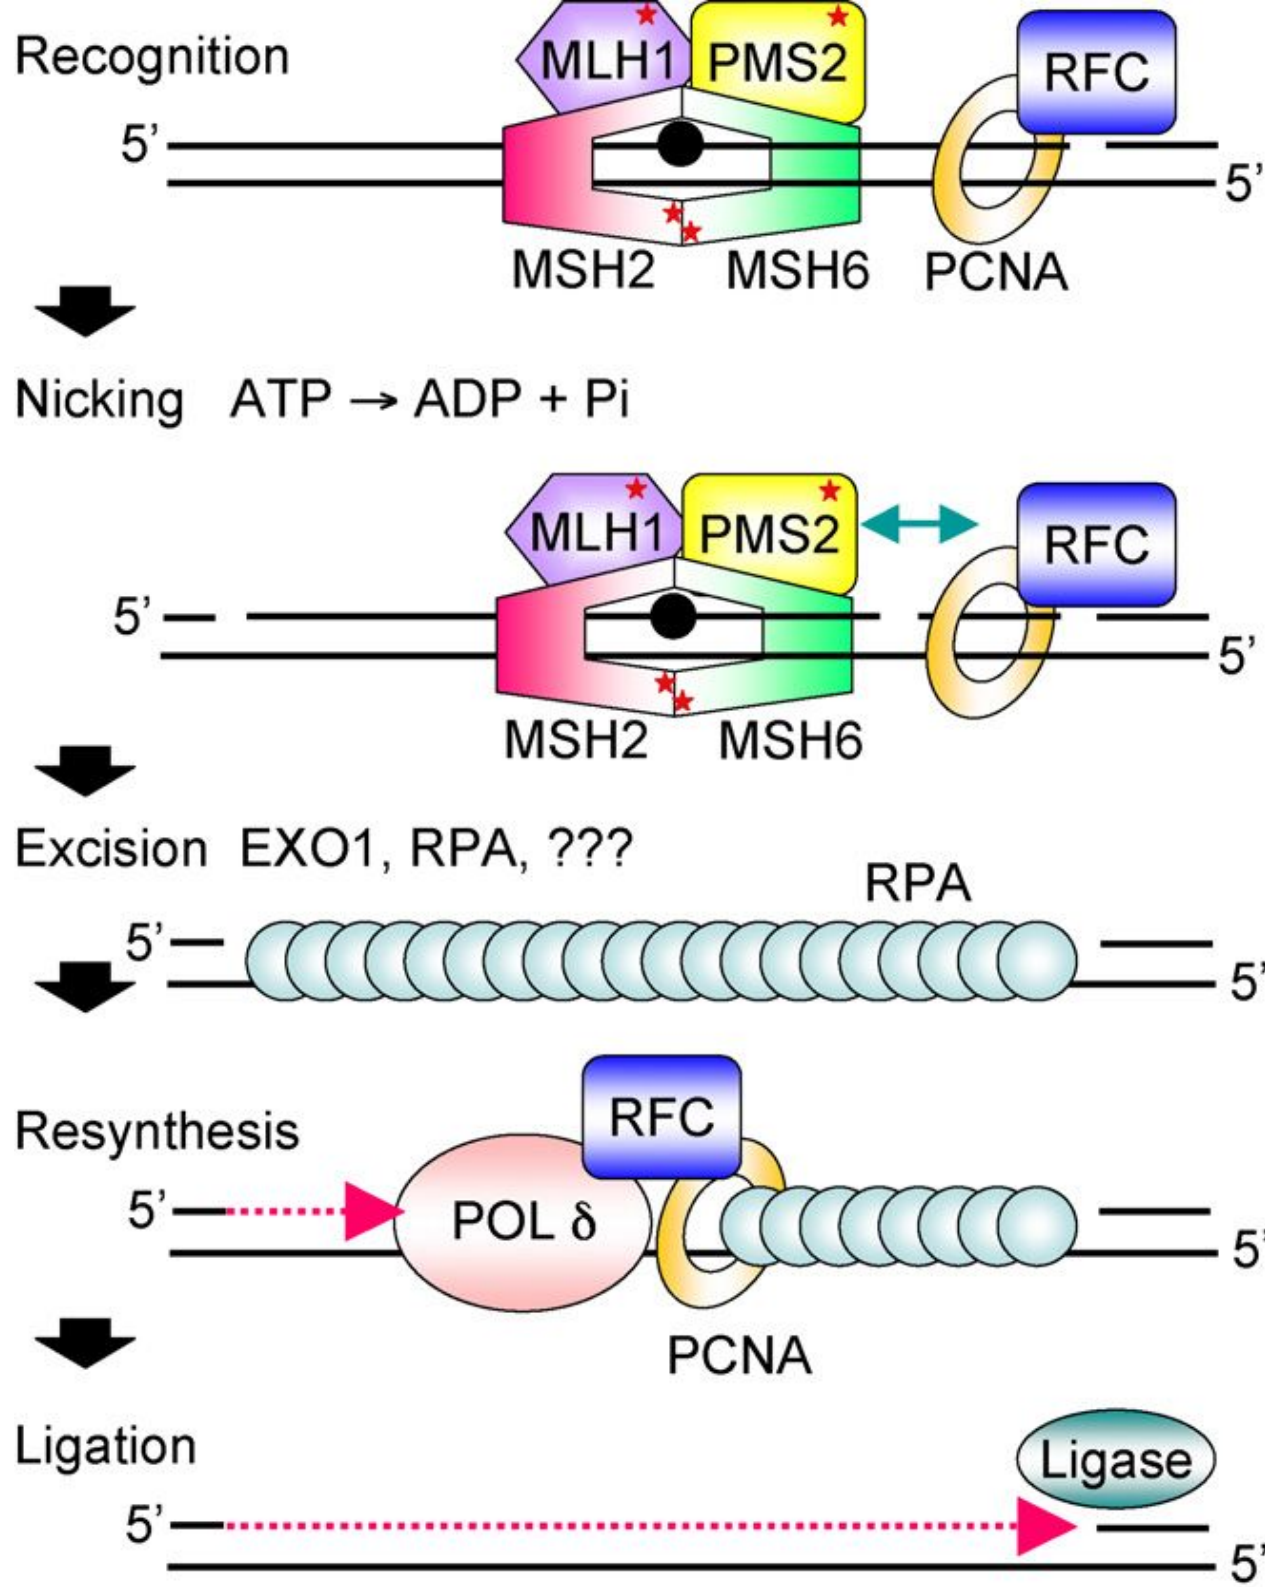 Recognition
MLH1 PMS2 RFC
5’
5’
MSH2 MSH6 PCNA
Nicking ATP → ADP + Pi
MLH1 PMS2 RFC
5’
5’
MSH2 MSH6
Excision EXO1, RPA, ???
RPA
5’
5’
RFC
Resynthesis
5’ POL δ
5’
PCNA
Ligation
Ligase
5’
5’